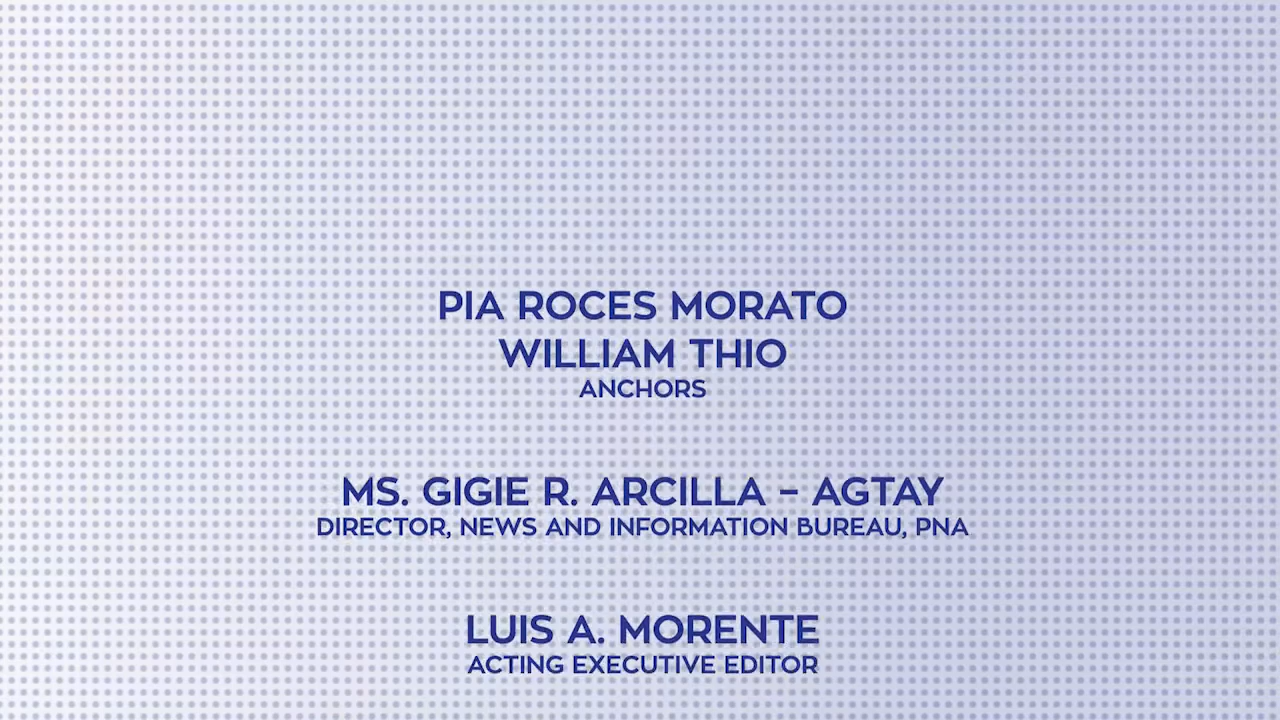 PIA ROCES MORATO
WILLIAM THIO
ANCHORS
MS. GIGIE R. ARCILLA – AGTAY
DIRECTOR, NEWS AND INFORMATION BUREAU, PNA
LUIS A. MORENTE
ACTING EXECUTIVE EDITOR